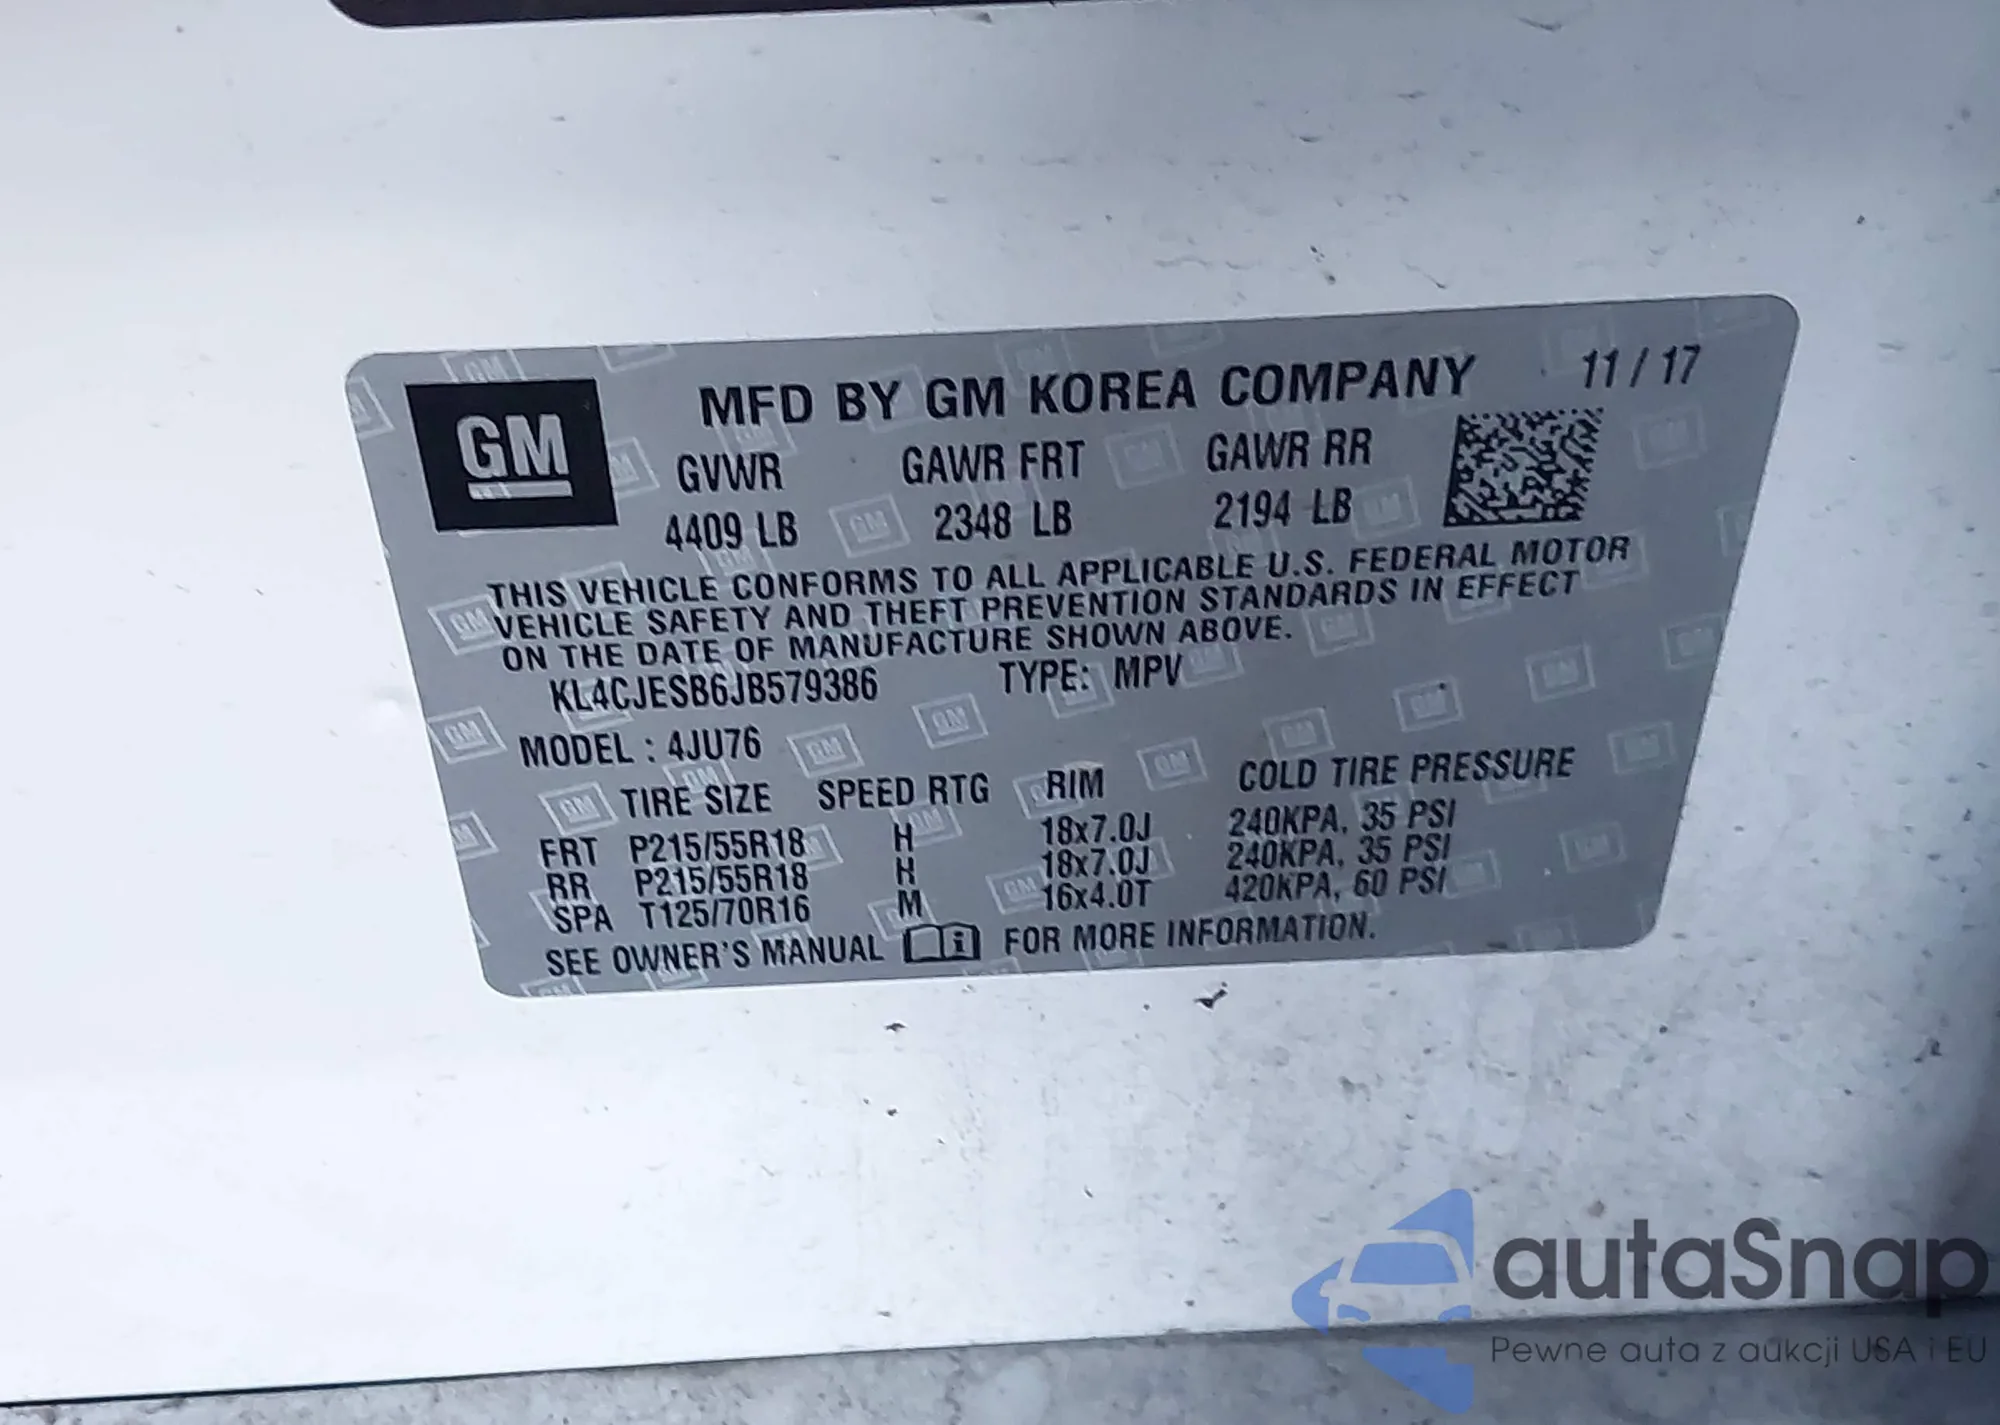 GM
MFD BY GM KOREA COMPANY 11 / 17
GVWR GAWR FRT GAWR RR
4409 LB 2348 LB 2194 LB
THIS VEHICLE CONFORMS TO ALL APPLICABLE U.S. FEDERAL MOTOR
VEHICLE SAFETY AND THEFT PREVENTION STANDARDS IN EFFECT
ON THE DATE OF MANUFACTURE SHOWN ABOVE.
KL4CJESB6JB579386 TYPE: MPV
MODEL : 4JU76
TIRE SIZE SPEED RTG RIM COLD TIRE PRESSURE
FRT P215/55R18 H 18x7.0J 240KPA, 35 PSI
RR P215/55R18 H 18x7.0J 240KPA, 35 PSI
SPA T125/70R16 M 16x4.0T 420KPA, 60 PSI
SEE OWNER'S MANUAL i FOR MORE INFORMATION.
autaSnap
Pewne auta z aukcji USA i EU